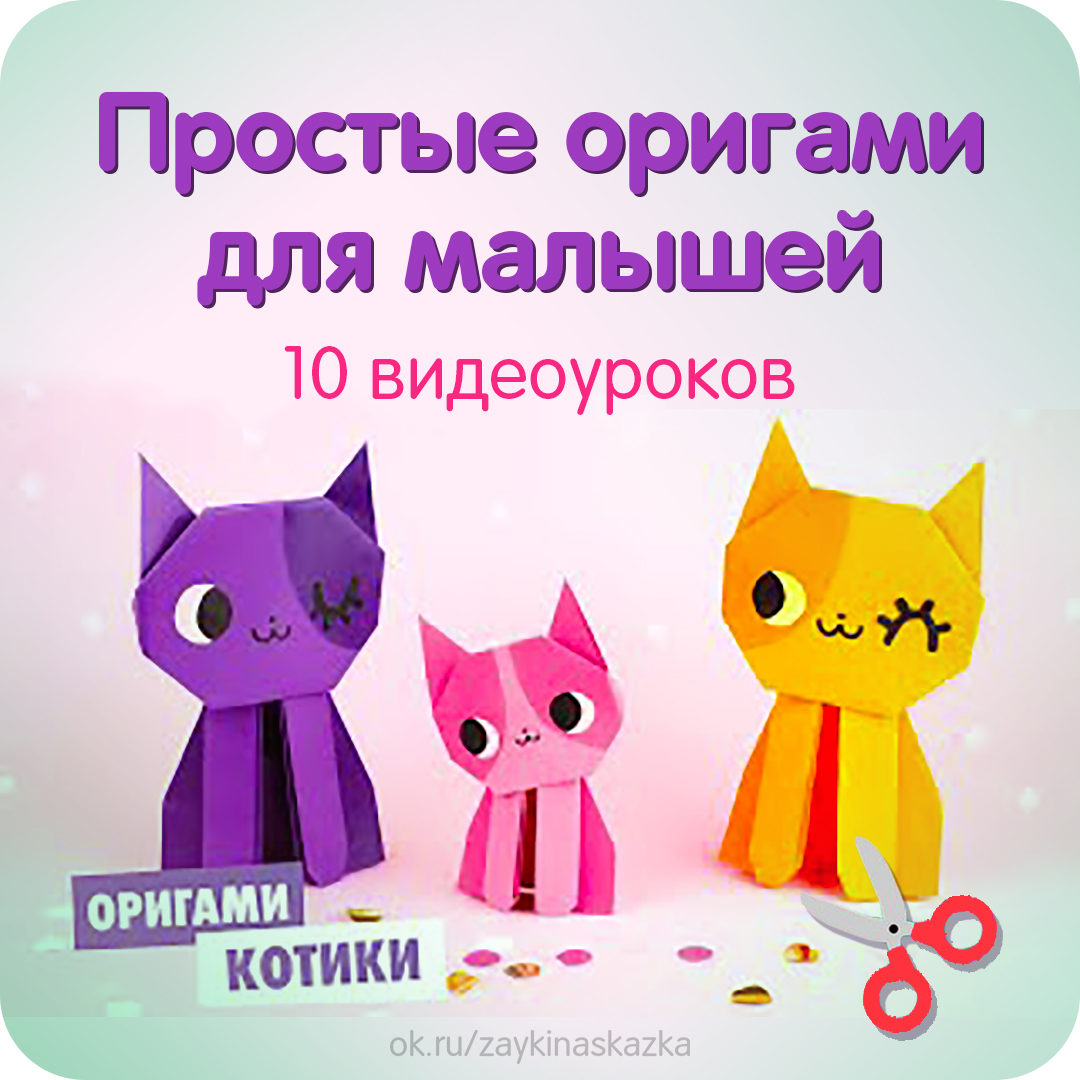 Простые оригами
для малышей
10 видеоуроков
ОРИГАМИ
КОТИКИ
ok.ru/zaykinaskazka